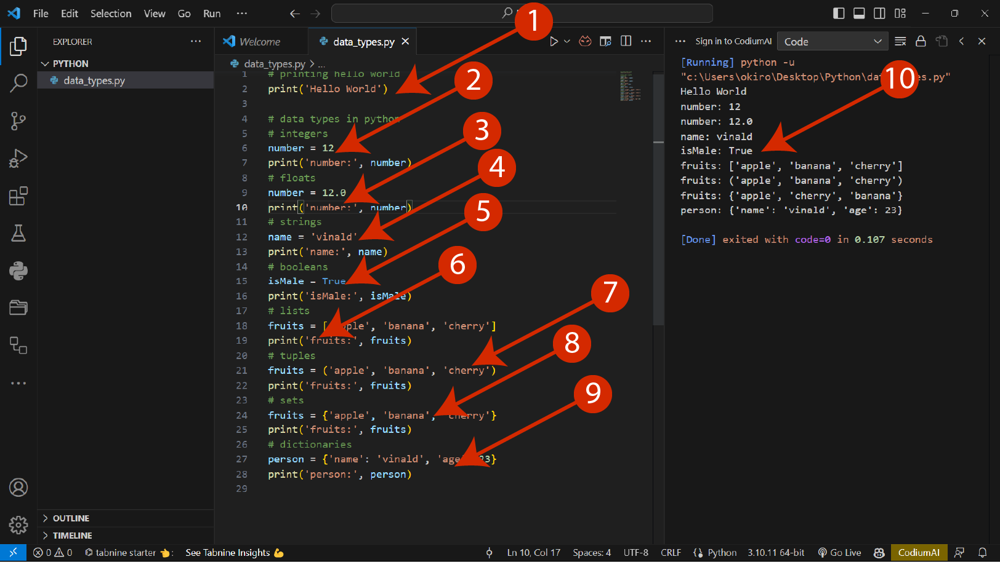 File Edit Selection View Go Run ...
1
EXPLORER ...
Welcome data_types.py
... Sign in to CodiumAI Code
PYTHON
data_types.py
data_types.py > ...
1 # printing hello world
2 print('Hello World')
3
4 # data types in python
5 # integers
6 number = 12
7 print('number:', number)
8 # floats
9 number = 12.0
10 print('number:', number)
11 # strings
12 name = 'vinald'
13 print('name:', name)
14 # booleans
15 isMale = True
16 print('isMale:', isMale)
17 # lists
18 fruits = ['apple', 'banana', 'cherry']
19 print('fruits:', fruits)
20 # tuples
21 fruits = ('apple', 'banana', 'cherry')
22 print('fruits:', fruits)
23 # sets
24 fruits = {'apple', 'banana', 'cherry'}
25 print('fruits:', fruits)
26 # dictionaries
27 person = {'name': 'vinald', 'age': 23}
28 print('person:', person)
29
2
3
4
5
6
7
8
9
[Running] python -u
"c:\Users\okiro\Desktop\Python\data_types.py"
10
Hello World
number: 12
number: 12.0
name: vinald
isMale: True
fruits: ['apple', 'banana', 'cherry']
fruits: ('apple', 'banana', 'cherry')
fruits: {'apple', 'cherry', 'banana'}
person: {'name': 'vinald', 'age': 23}
[Done] exited with code=0 in 0.107 seconds
OUTLINE
TIMELINE
0 0 tabnine starter : See Tabnine Insights Ln 10, Col 17 Spaces: 4 UTF-8 CRLF Python 3.10.11 64-bit Go Live CodiumAI